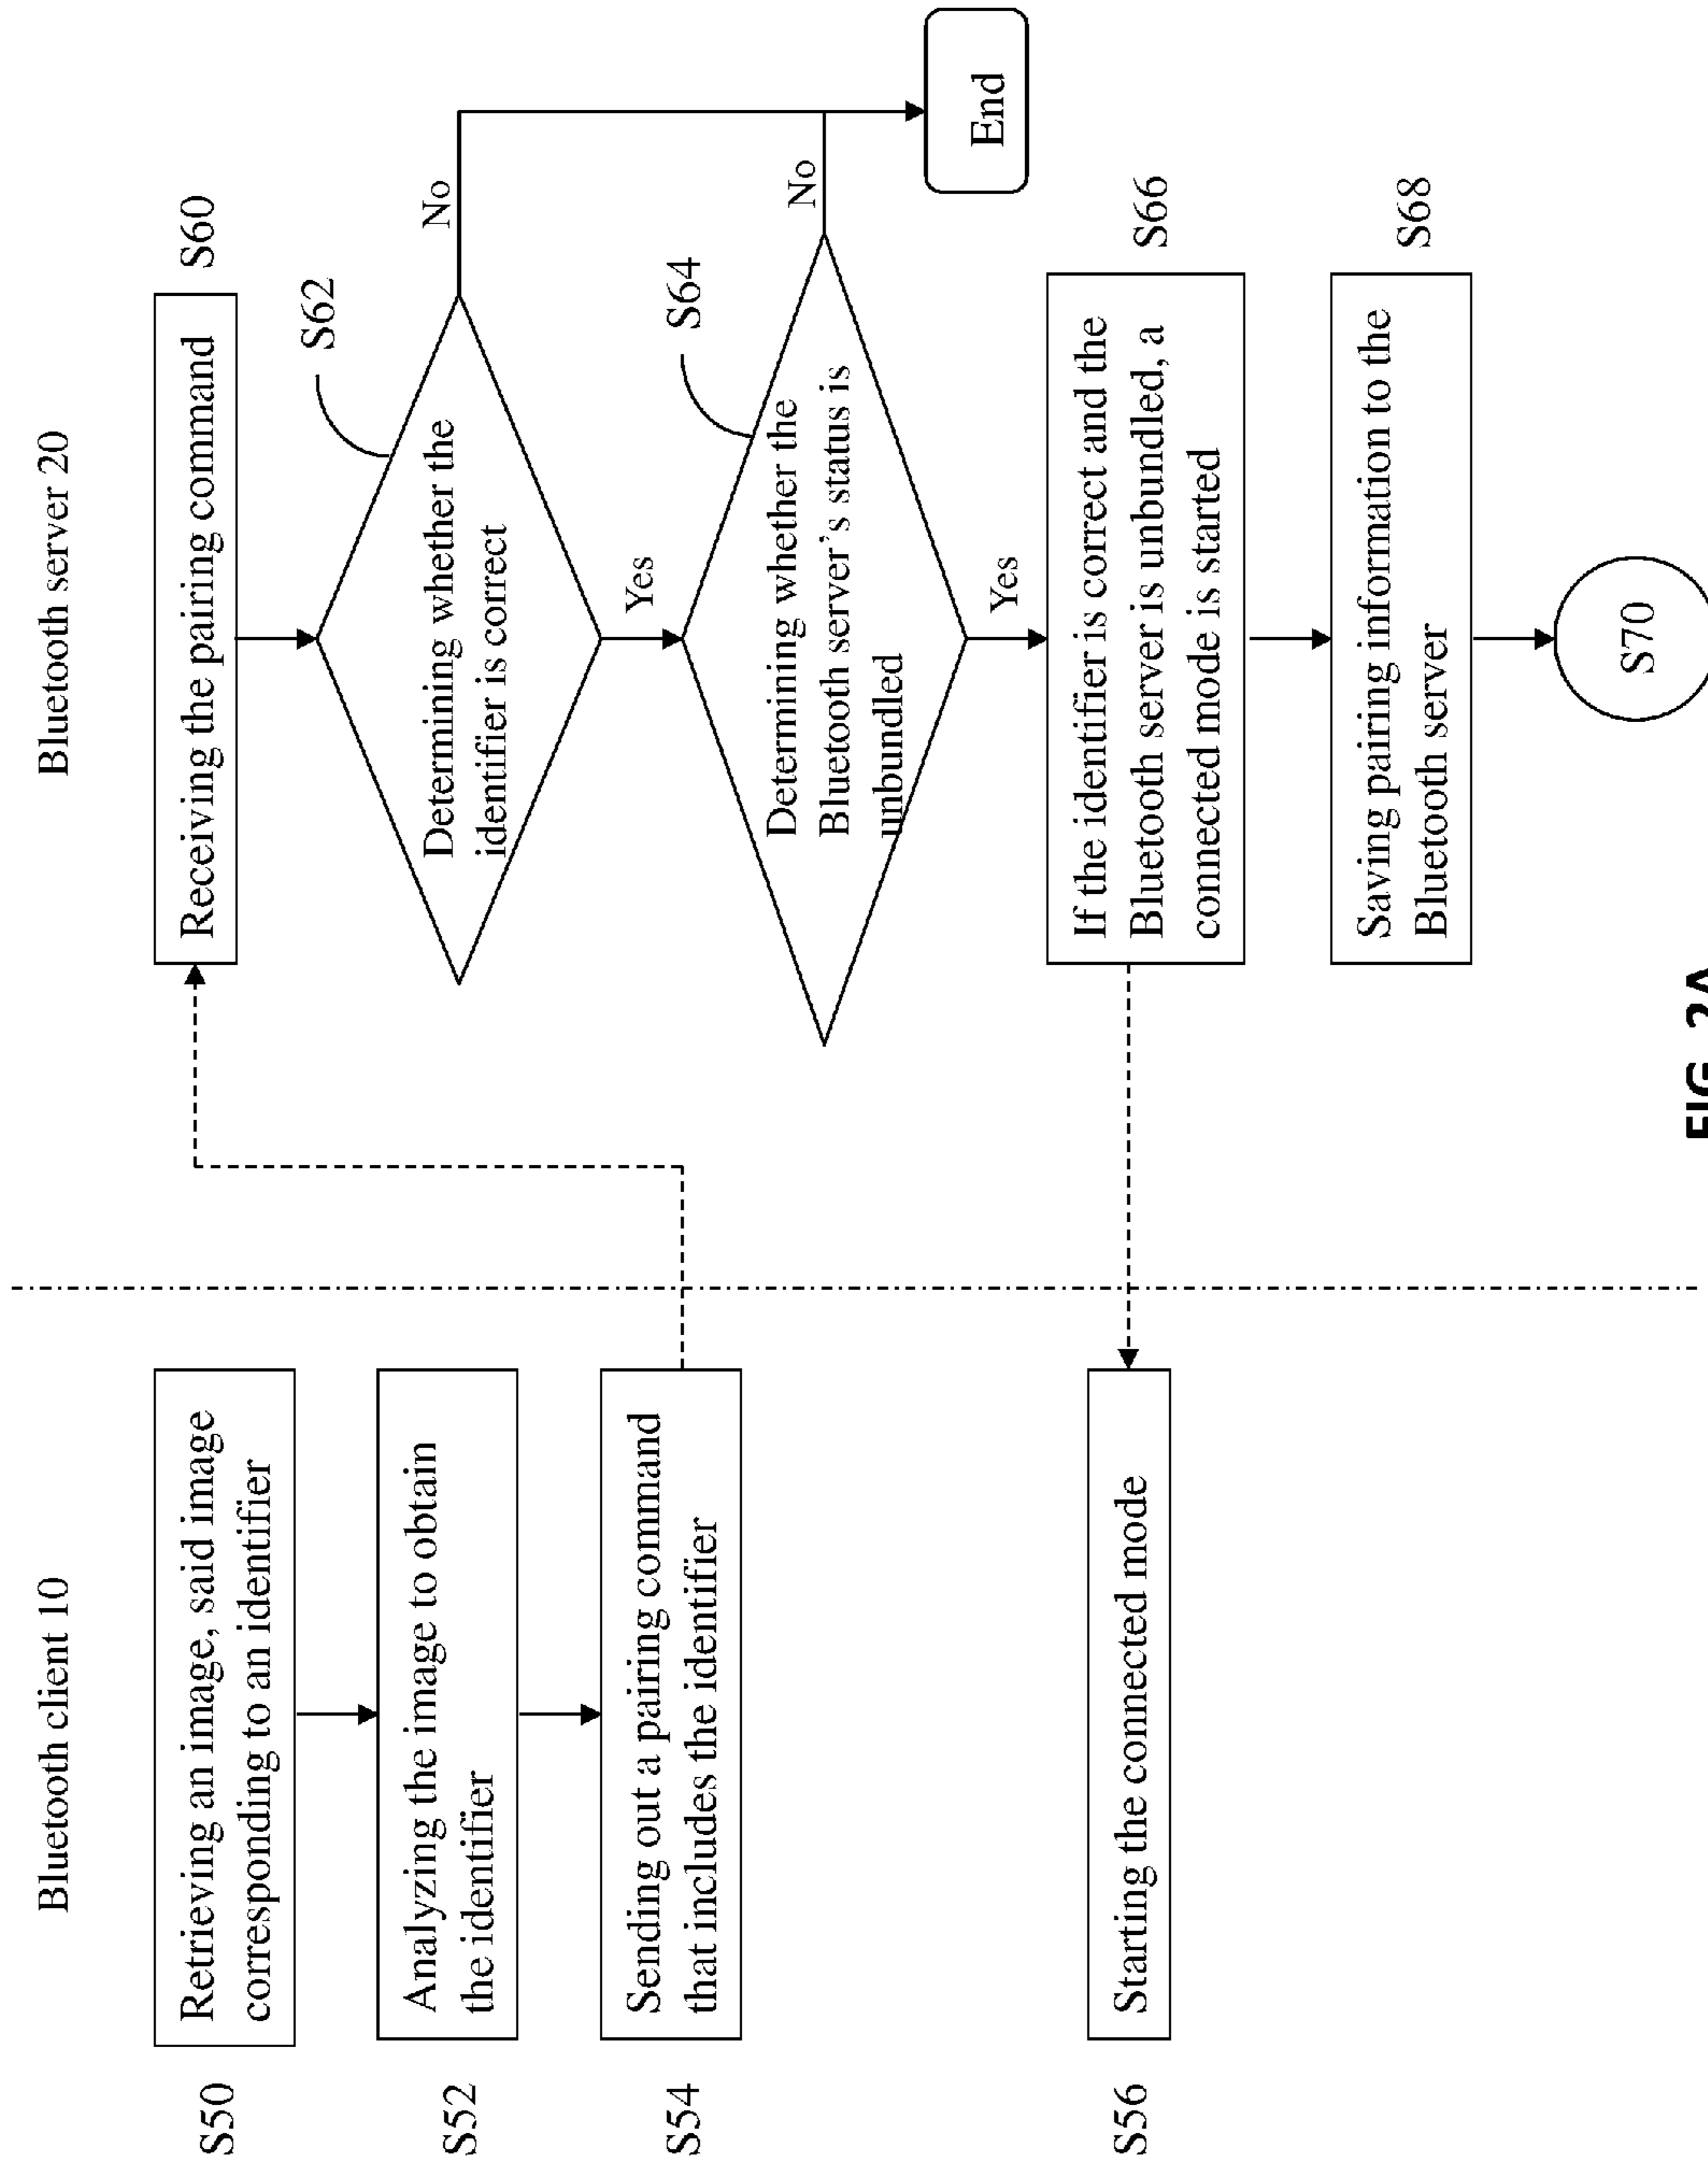 Bluetooth client 10
S50
Retrieving an image, said image
corresponding to an identifier
S52
Analyzing the image to obtain
the identifier
S54
Sending out a pairing command
that includes the identifier
S56
Starting the connected mode
Bluetooth server 20
Receiving the pairing command
S60
S62
Determining whether the
identifier is correct
No
Yes
S64
Determining whether the
Bluetooth server's status is
unbundled
No
End
Yes
If the identifier is correct and the
Bluetooth server is unbundled, a
connected mode is started
S66
Saving pairing information to the
Bluetooth server
S68
S70
FIG. 2A